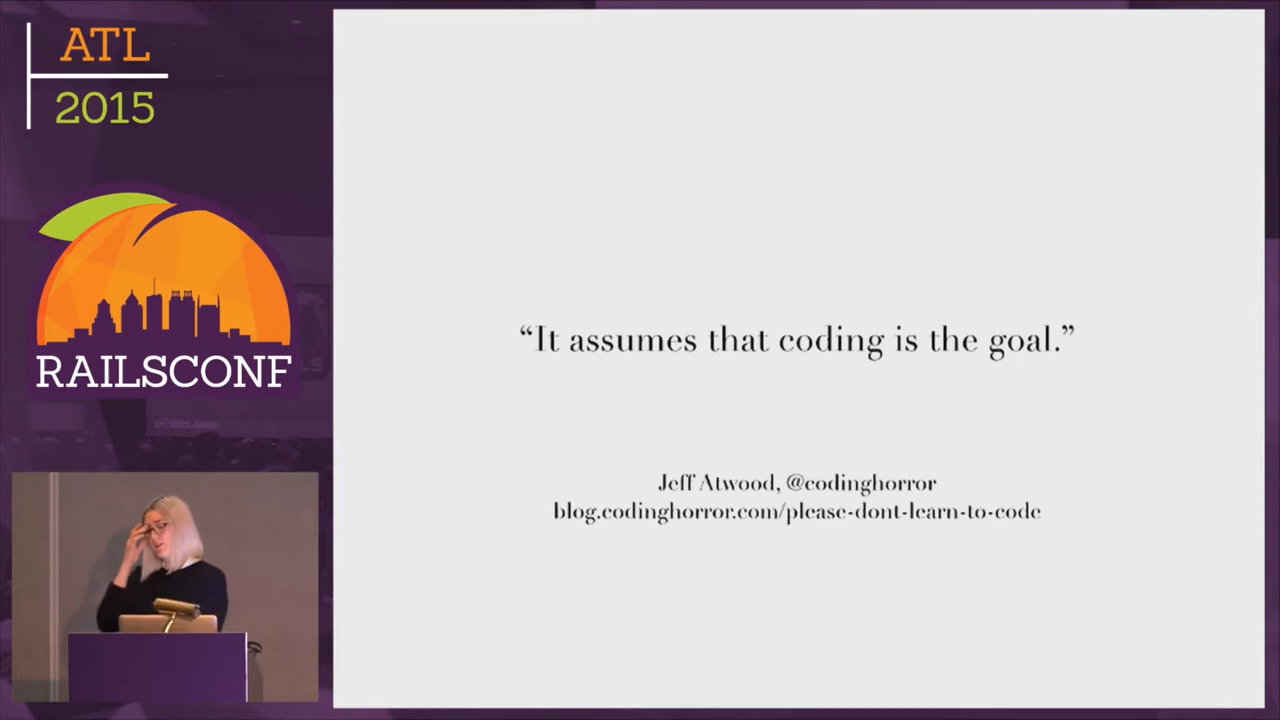 ATL
2015
RAILSCONF
“It assumes that coding is the goal.”
Jeff Atwood, @codinghorror
blog.codinghorror.com/please-dont-learn-to-code